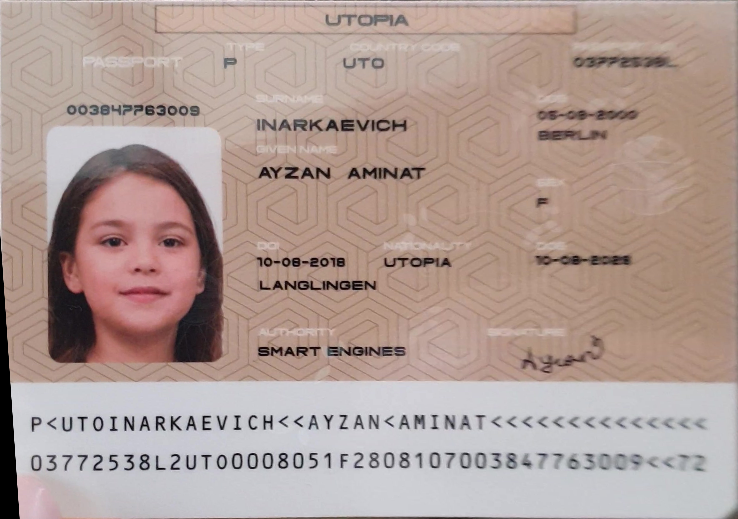 UTOPIA
PASSPORT
TYPE
P
COUNTRY CODE
UTO
PASSPORT NO.
03772538L
003847763009
SURNAME
INARKAEVICH
DOB
05-08-2000
BERLIN
GIVEN NAME
AYZAN AMINAT
SEX
F
DOI
10-08-2018
LANGLINGEN
NATIONALITY
UTOPIA
DOE
10-08-2028
AUTHORITY
SMART ENGINES
SIGNATURE
Ayzan
P<UTOINARKAEVICH<<AYZAN<AMINAT<<<<<<<<<<<<<<
03772538L2UTO0008051F2808107003847763009<<72